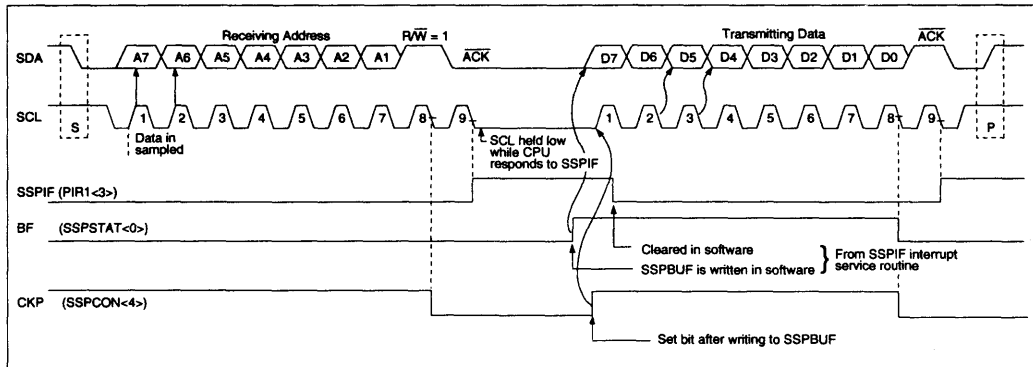 Receiving Address R/W = 1 Transmitting Data ACK
SDA A7 A6 A5 A4 A3 A2 A1 ACK D7 D6 D5 D4 D3 D2 D1 D0
SCL S 1 2 3 4 5 6 7 8 9 1 2 3 4 5 6 7 8 9 P
Data in
sampled
SCL held low
while CPU
responds to SSPIF
SSPIF (PIR1<3>)
BF (SSPSTAT<0>)
Cleared in software
SSPBUF is written in software
From SSPIF interrupt
service routine
CKP (SSPCON<4>)
Set bit after writing to SSPBUF